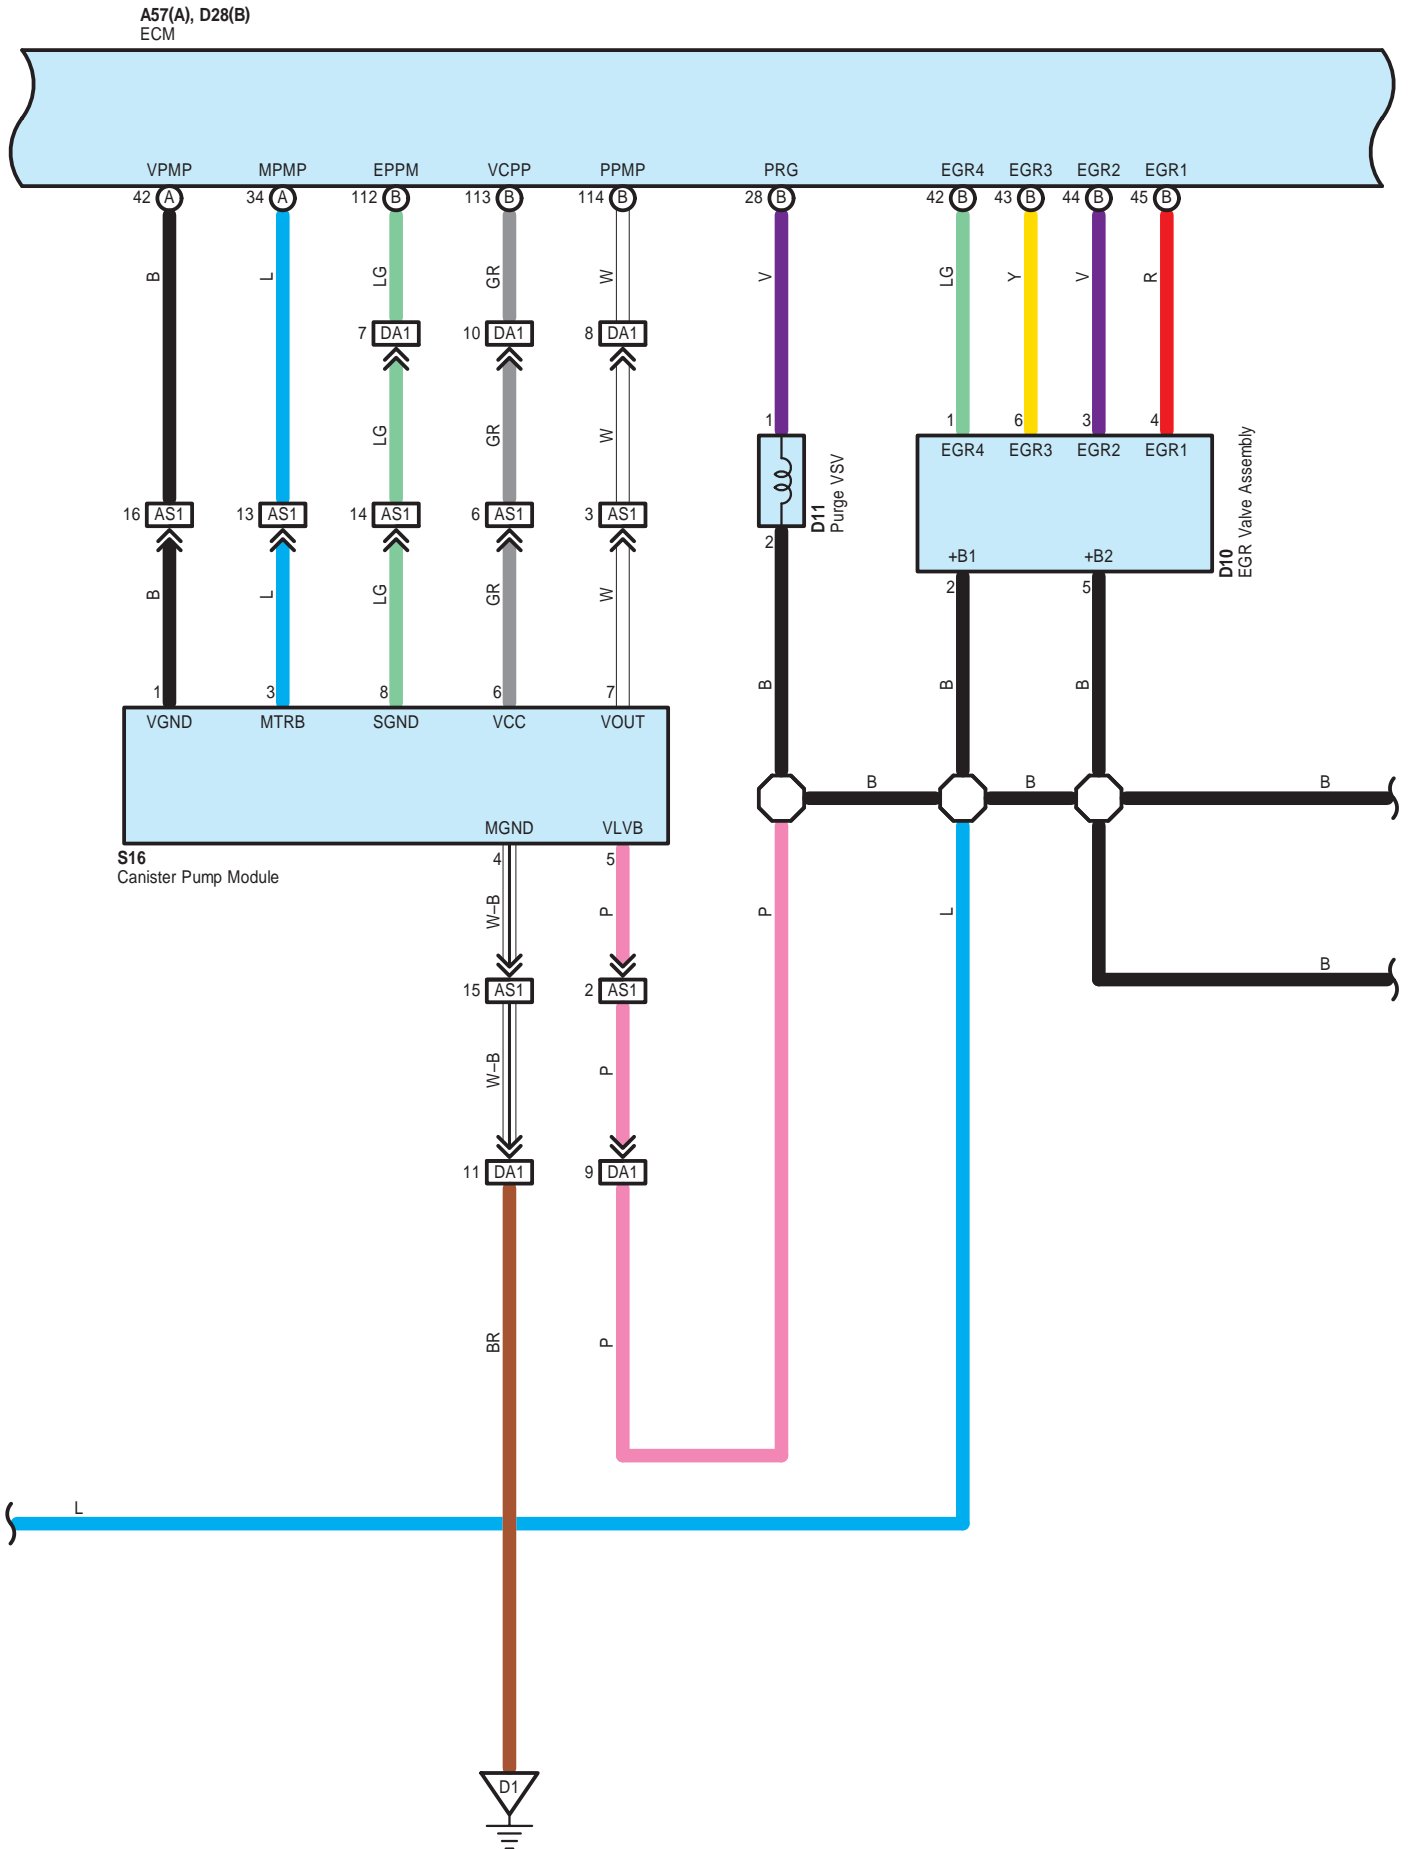 A57(A), D28(B)
ECM
VPMP MPMP EPPM VCPP PPMP PRG EGR4 EGR3 EGR2 EGR1
42 A 34 A 112 B 113 B 114 B 28 B 42 B 43 B 44 B 45 B
B L LG GR W V LG Y V R
7 DA1 10 DA1 8 DA1
LG GR W
1 1 6 3 4
EGR4 EGR3 EGR2 EGR1
D11
Purge VSV
D10
EGR Valve Assembly
16 AS1 13 AS1 14 AS1 6 AS1 3 AS1
2
+B1 +B2
2 5
B L LG GR W
1 3 8 6 7
B B B
VGND MTRB SGND VCC VOUT
B B B
MGND VLVB
S16
Canister Pump Module
4 5
W–B P P L
B
15 AS1 2 AS1
W–B P
11 DA1 9 DA1
BR P
L
D1